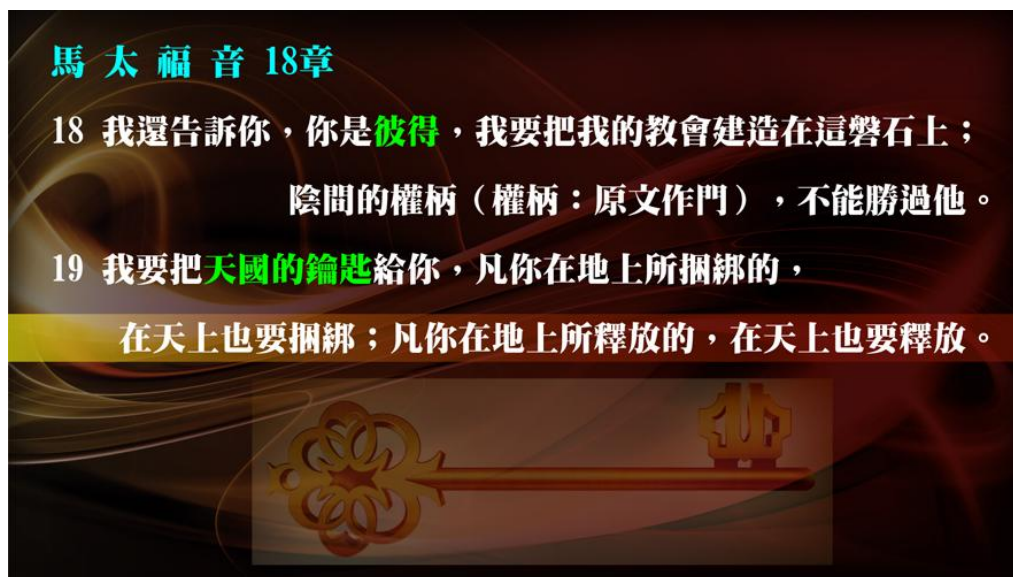 馬太福音 18章
18 我還告訴你，你是彼得，我要把我的教會建造在這磐石上；
陰間的權柄（權柄：原文作門），不能勝過他。
19 我要把天國的鑰匙給你，凡你在地上所捆綁的，
在天上也要捆綁；凡你在地上所釋放的，在天上也要釋放。